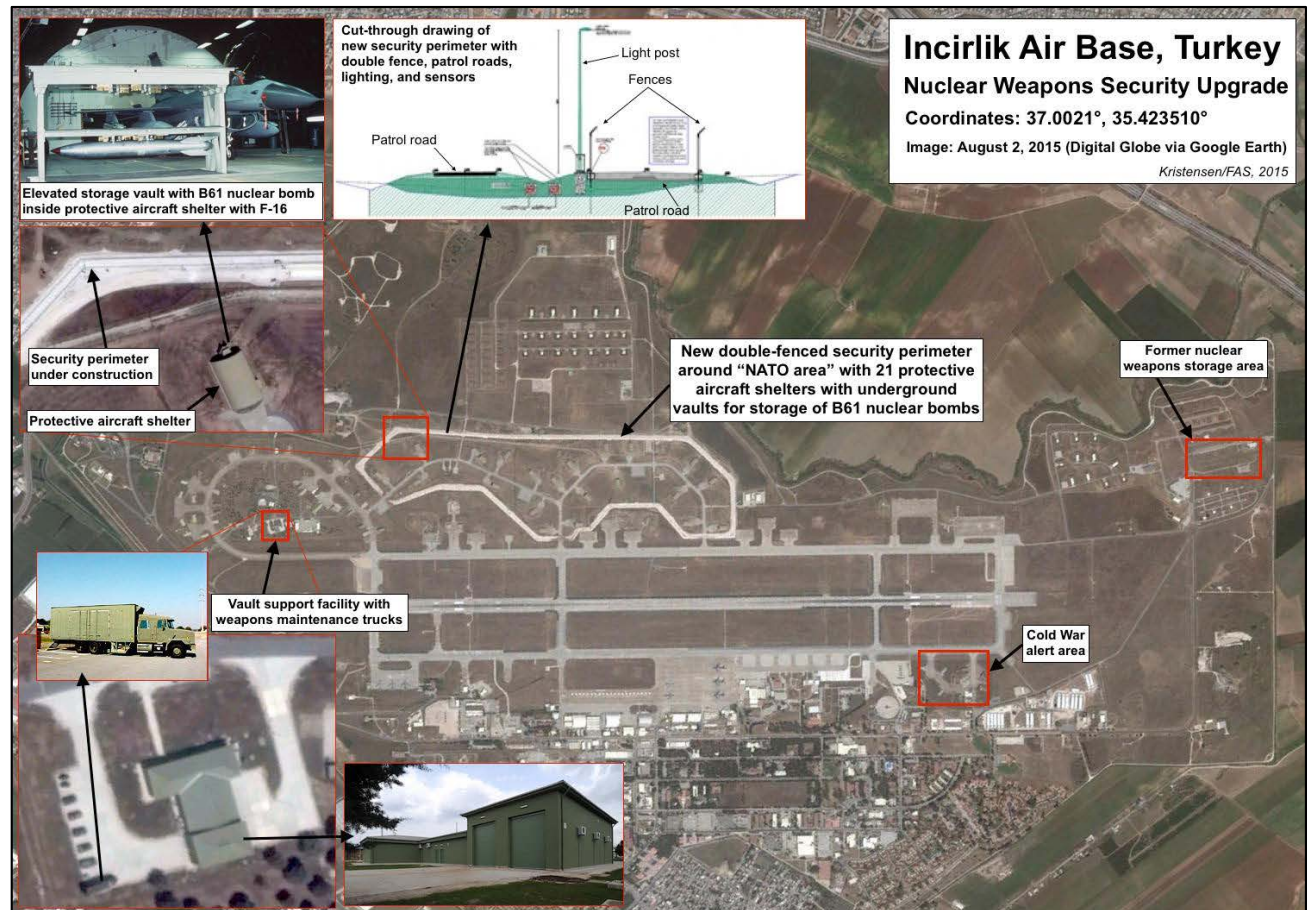 Incirlik Air Base, Turkey
Nuclear Weapons Security Upgrade
Coordinates: 37.0021°, 35.423510°
Image: August 2, 2015 (Digital Globe via Google Earth)
Kristensen/FAS, 2015
Cut-through drawing of
new security perimeter with
double fence, patrol roads,
lighting, and sensors
Light post
Fences
Patrol road
Patrol road
Elevated storage vault with B61 nuclear bomb
inside protective aircraft shelter with F-16
Security perimeter
under construction
Protective aircraft shelter
New double-fenced security perimeter
around “NATO area” with 21 protective
aircraft shelters with underground
vaults for storage of B61 nuclear bombs
Former nuclear
weapons storage area
Vault support facility with
weapons maintenance trucks
Cold War
alert area